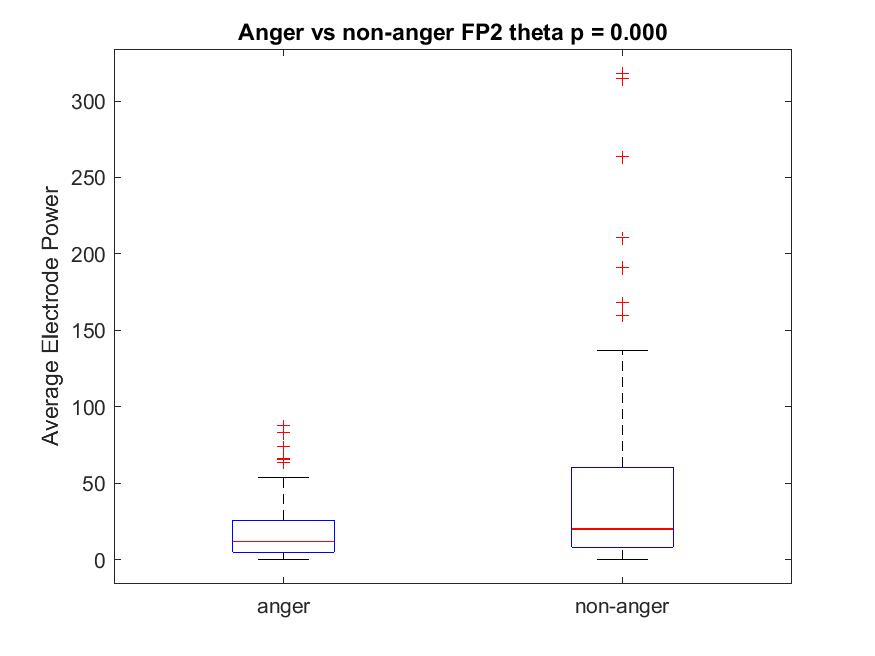 Anger vs non-anger FP2 theta p = 0.000
Average Electrode Power
300
250
200
150
100
50
0
anger
non-anger